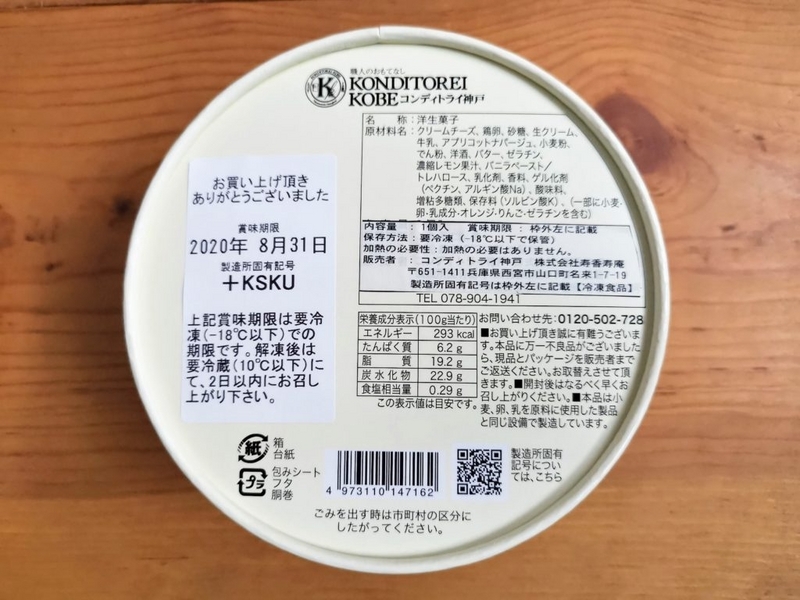 職人のおもてなし
KONDITOREI
KOBE コンディトライ神戸
名　　称：洋生菓子
原材料名：クリームチーズ、鶏卵、砂糖、生クリーム、
牛乳、アプリコットナパージュ、小麦粉、
でん粉、洋酒、バター、ゼラチン、
濃縮レモン果汁、バニラペースト／
トレハロース、乳化剤、香料、ゲル化剤
（ペクチン、アルギン酸Na）、酸味料、
増粘多糖類、保存料（ソルビン酸K）、（一部に小麦・
卵・乳成分・オレンジ・りんご・ゼラチンを含む）
内容量：1個入　賞味期限：枠外左に記載
保存方法：要冷凍（-18℃以下で保管）
加熱の必要性：加熱の必要はありません。
販売者：コンディトライ神戸　株式会社寿香寿庵
〒651-1411兵庫県西宮市山口町名来1-7-19
製造所固有記号は枠外左に記載【冷凍食品】
TEL 078-904-1941
お買い上げ頂き
ありがとうございました
賞味期限
2020年 8月31日
製造所固有記号
＋KSKU
上記賞味期限は要冷
凍(-18℃以下)での
期限です。解凍後は
要冷蔵(10℃以下)に
て、2日以内にお召し
上がり下さい。
栄養成分表示（100g当たり）
エネルギー 293 kcal
たんぱく質 6.2 g
脂　質 19.2 g
炭水化物 22.9 g
食塩相当量 0.29 g
この表示値は目安です。
お問い合わせ先：0120-502-728
■お買い上げ頂き誠に有難うございま
す。本品に万一不良品がございました
ら、現品とパッケージを販売者まで
ご返送ください。お取替えさせて頂
きます。■開封後はなるべく早くお
召し上がりください。■本品は小
麦、卵、乳を原料に使用した製品
と同じ設備で製造しています。
紙
箱
台紙
プラ
包みシート
フタ
胴巻
4 973110 147162
製造所固有
記号につい
ては、こちら
ごみを出す時は市町村の区分に
したがってください。